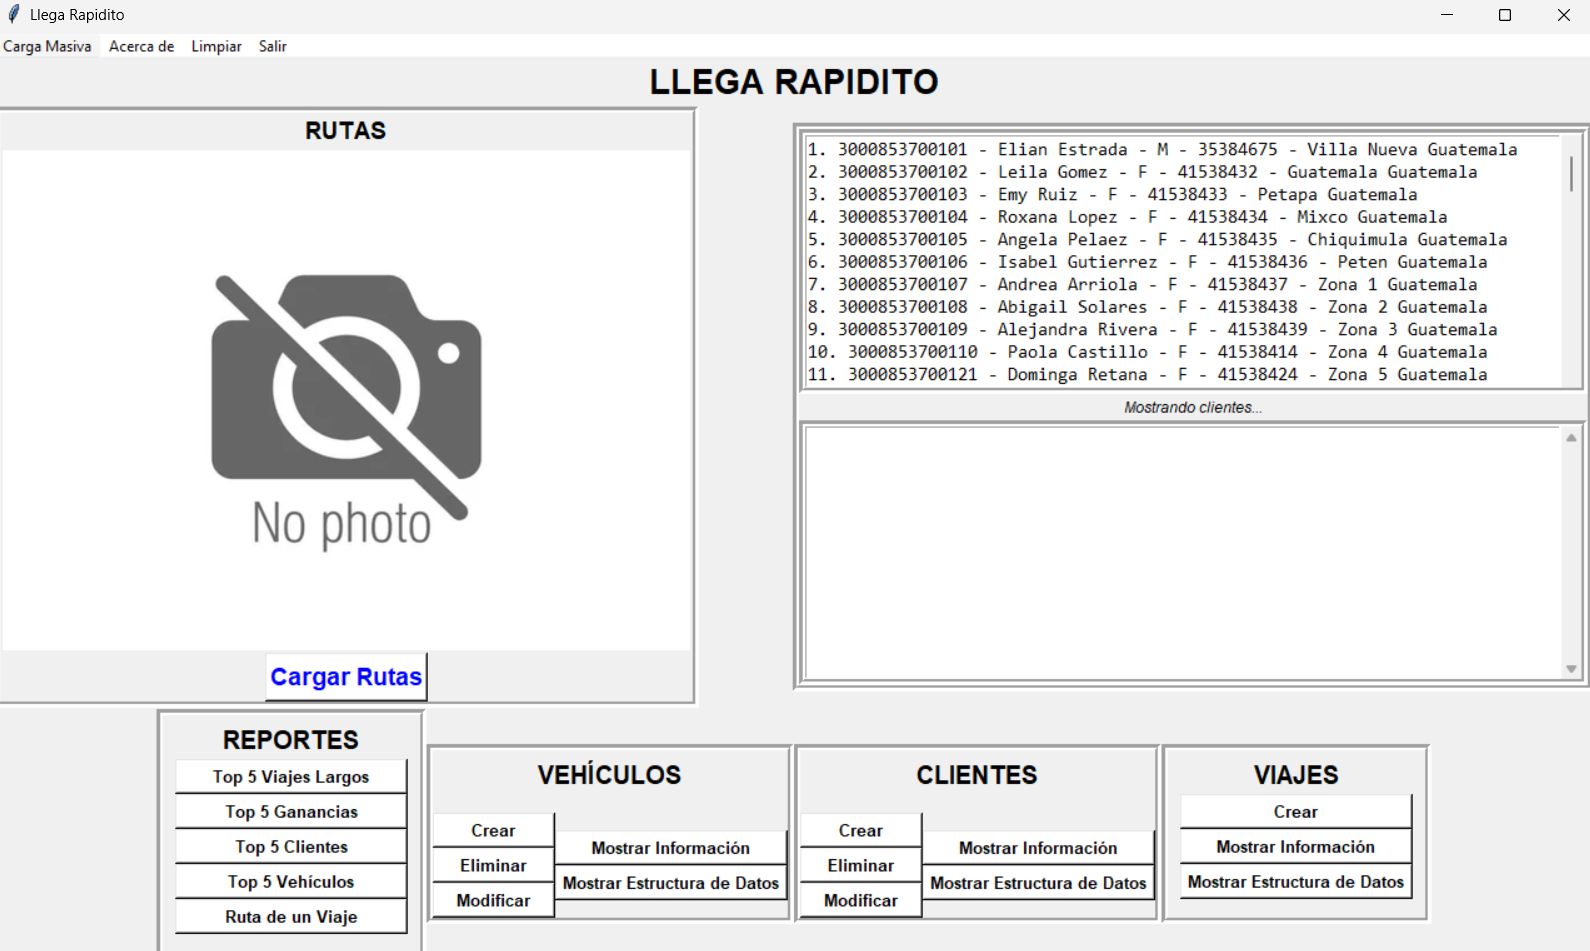 Llega Rapidito
Carga Masiva Acerca de Limpiar Salir
LLEGA RAPIDITO
RUTAS
No photo
Cargar Rutas
1. 3000853700101 - Elian Estrada - M - 35384675 - Villa Nueva Guatemala
2. 3000853700102 - Leila Gomez - F - 41538432 - Guatemala Guatemala
3. 3000853700103 - Emy Ruiz - F - 41538433 - Petapa Guatemala
4. 3000853700104 - Roxana Lopez - F - 41538434 - Mixco Guatemala
5. 3000853700105 - Angela Pelaez - F - 41538435 - Chiquimula Guatemala
6. 3000853700106 - Isabel Gutierrez - F - 41538436 - Peten Guatemala
7. 3000853700107 - Andrea Arriola - F - 41538437 - Zona 1 Guatemala
8. 3000853700108 - Abigail Solares - F - 41538438 - Zona 2 Guatemala
9. 3000853700109 - Alejandra Rivera - F - 41538439 - Zona 3 Guatemala
10. 3000853700110 - Paola Castillo - F - 41538414 - Zona 4 Guatemala
11. 3000853700121 - Dominga Retana - F - 41538424 - Zona 5 Guatemala
Mostrando clientes...
REPORTES
Top 5 Viajes Largos
Top 5 Ganancias
Top 5 Clientes
Top 5 Vehículos
Ruta de un Viaje
VEHÍCULOS
Crear
Eliminar
Modificar
Mostrar Información
Mostrar Estructura de Datos
CLIENTES
Crear
Eliminar
Modificar
Mostrar Información
Mostrar Estructura de Datos
VIAJES
Crear
Mostrar Información
Mostrar Estructura de Datos